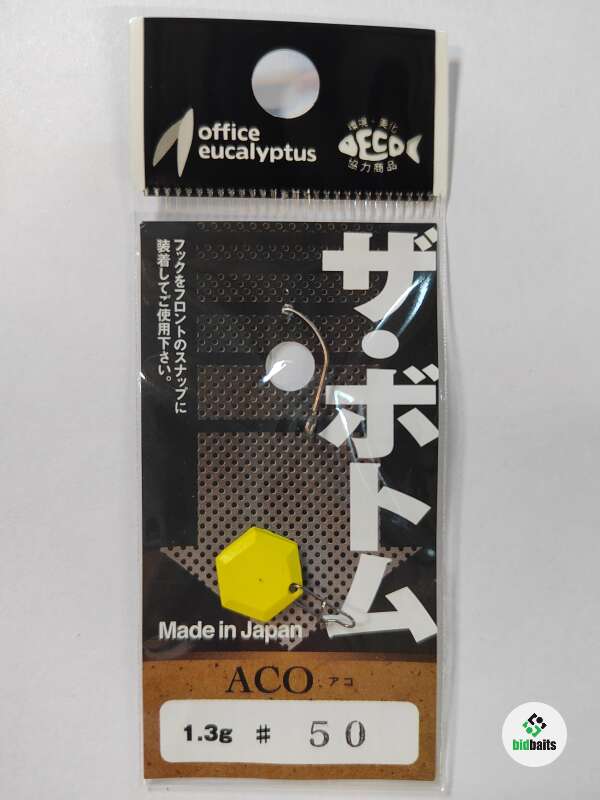 office
eucalyptus
環境・美化
ECO
協力商品
ザ・ボトム
フックをフロントのスナップに
装着してご使用下さい。
Made in Japan
ACO アコ
1.3g # 50
bidbaits